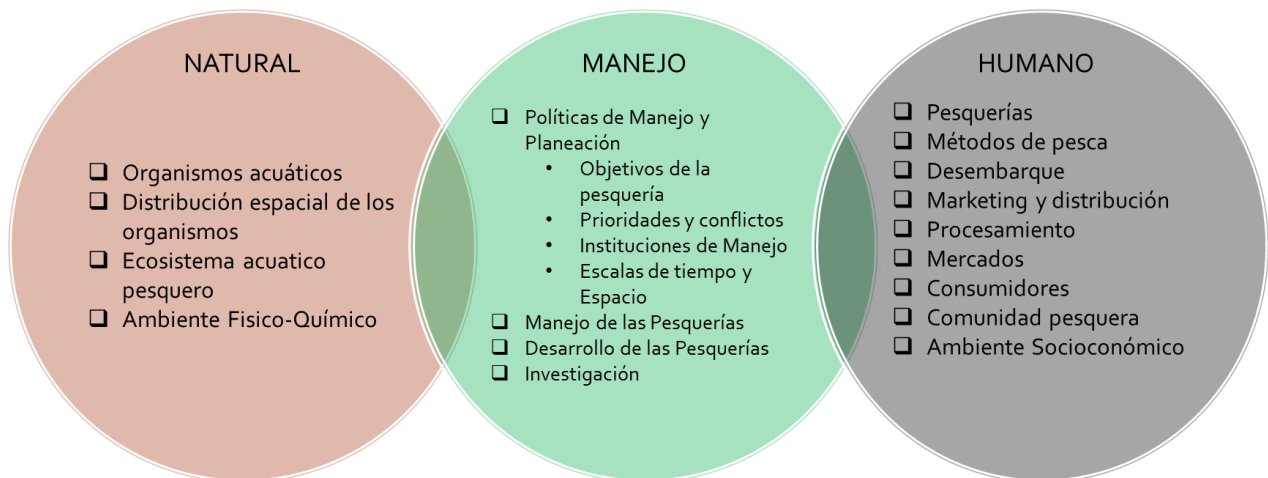 NATURAL
❑ Organismos acuáticos
❑ Distribución espacial de los
organismos
❑ Ecosistema acuatico
pesquero
❑ Ambiente Fisico-Químico
MANEJO
❑ Políticas de Manejo y
Planeación
• Objetivos de la
pesquería
• Prioridades y conflictos
• Instituciones de Manejo
• Escalas de tiempo y
Espacio
❑ Manejo de las Pesquerías
❑ Desarrollo de las Pesquerías
❑ Investigación
HUMANO
❑ Pesquerías
❑ Métodos de pesca
❑ Desembarque
❑ Marketing y distribución
❑ Procesamiento
❑ Mercados
❑ Consumidores
❑ Comunidad pesquera
❑ Ambiente Socioconómico